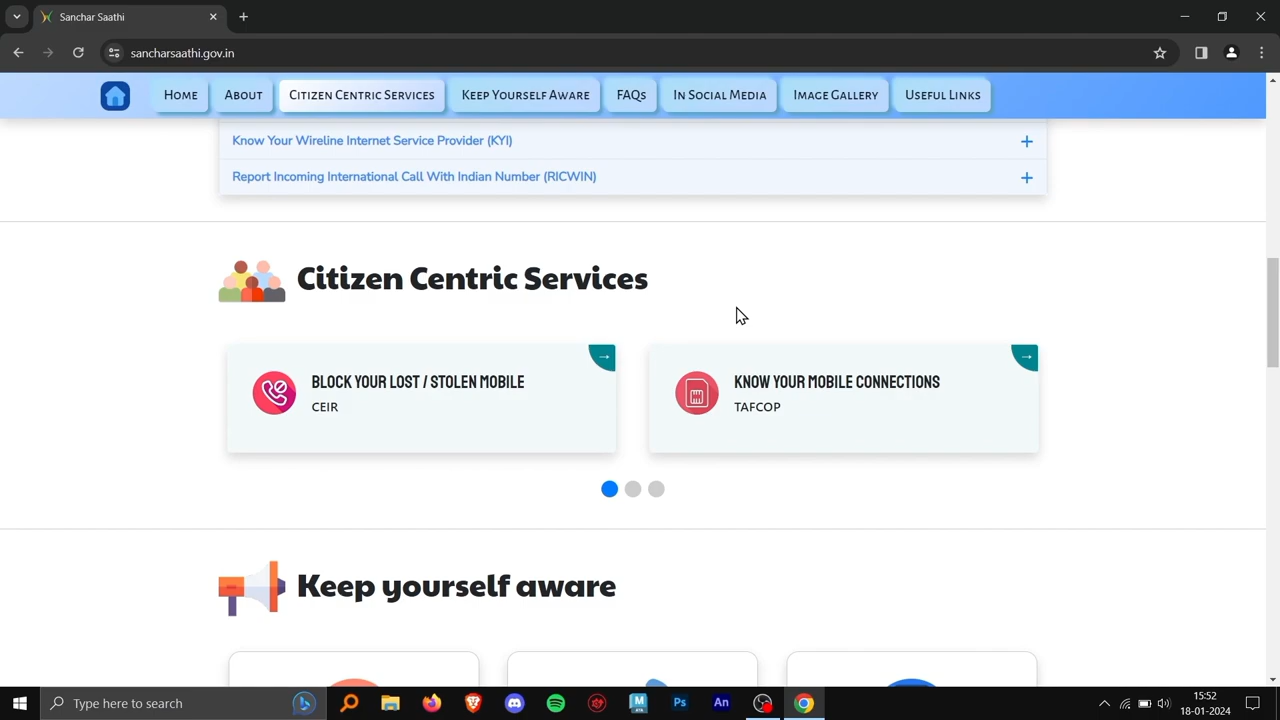 Sanchar Saathi
sancharsaathi.gov.in
Home About Citizen Centric Services Keep Yourself Aware FAQs In Social Media Image Gallery Useful Links
Know Your Wireline Internet Service Provider (KYI)
Report Incoming International Call With Indian Number (RICWIN)
Citizen Centric Services
BLOCK YOUR LOST / STOLEN MOBILE
CEIR
KNOW YOUR MOBILE CONNECTIONS
TAFCOP
Keep yourself aware
Type here to search
M
Ps
An
15:52
18-01-2024